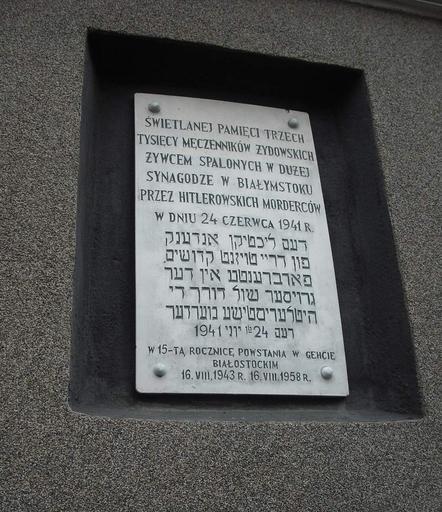 ŚWIETLANEJ PAMIĘCI TRZECH
TYSIĘCY MĘCZENNIKÓW ŻYDOWSKICH
ŻYWCEM SPALONYCH W DUŻEJ
SYNAGODZE W BIAŁYMSTOKU
PRZEZ HITLEROWSKICH MORDERCÓW
W DNIU 24 CZERWCA 1941 R.
דעם ליכטיקן אנדענק
פון דריי טויזנט קדושים,
פארברענטע אין דער
גרויסער שול דורך די
היטלעריסטישע מערדער
דעם 24טן יוני 1941
W 15-TĄ ROCZNICĘ POWSTANIA W GEHCIE
BIAŁOSTOCKIM
16.VIII.1943 R. 16.VIII.1958 R.